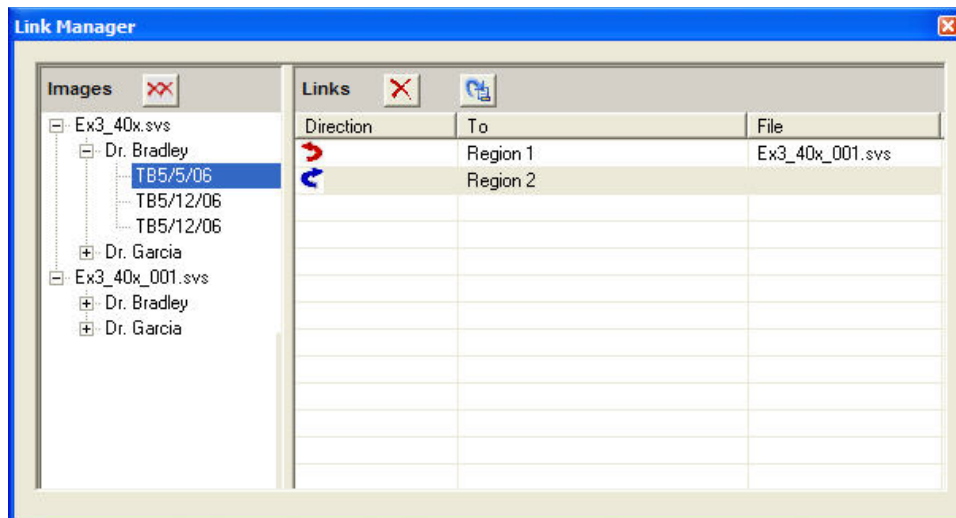 Link Manager
Images
Links
Ex3_40x.svs
Dr. Bradley
TB5/5/06
TB5/12/06
TB5/12/06
Dr. Garcia
Ex3_40x_001.svs
Dr. Bradley
Dr. Garcia
Direction To File
Region 1 Ex3_40x_001.svs
Region 2